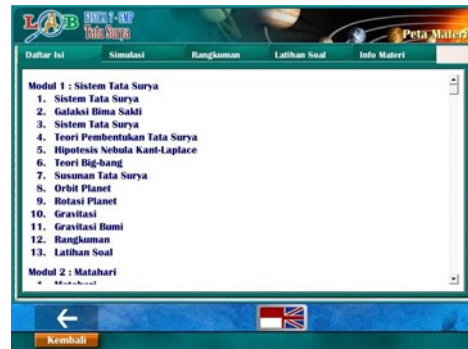 LAB FISIKA 7 - SMP
Tata Surya
Peta Materi
Daftar Isi Simulasi Rangkuman Latihan Soal Info Materi
Modul 1 : Sistem Tata Surya
1. Sistem Tata Surya
2. Galaksi Bima Sakti
3. Sistem Tata Surya
4. Teori Pembentukan Tata Surya
5. Hipotesis Nebula Kant-Laplace
6. Teori Big-bang
7. Susunan Tata Surya
8. Orbit Planet
9. Rotasi Planet
10. Gravitasi
11. Gravitasi Bumi
12. Rangkuman
13. Latihan Soal
Modul 2 : Matahari
1. Matahari
Kembali